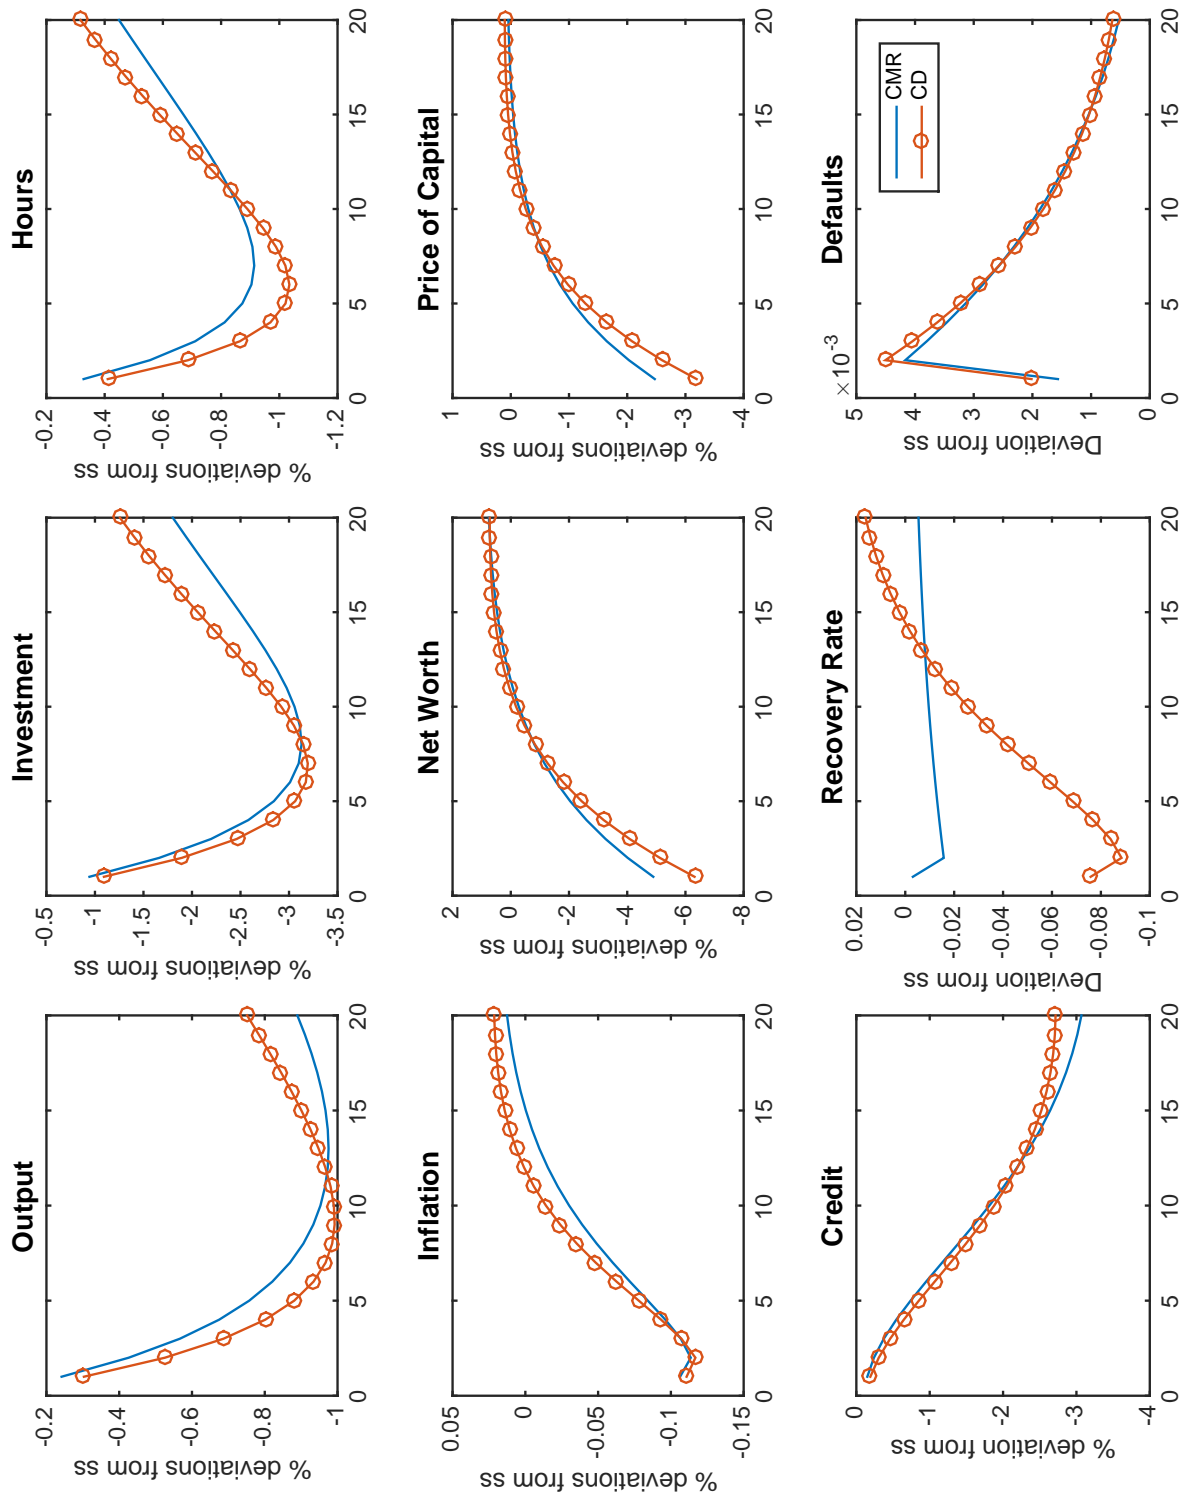 Output
% deviations from ss
-0.2
-0.4
-0.6
-0.8
-1
0 5 10 15 20
Investment
% deviations from ss
-0.5
-1
-1.5
-2
-2.5
-3
-3.5
0 5 10 15 20
Hours
% deviations from ss
-0.2
-0.4
-0.6
-0.8
-1
-1.2
0 5 10 15 20
Inflation
% deviations from ss
0.05
0
-0.05
-0.1
-0.15
0 5 10 15 20
Net Worth
% deviations from ss
2
0
-2
-4
-6
-8
0 5 10 15 20
Price of Capital
% deviations from ss
1
0
-1
-2
-3
-4
0 5 10 15 20
Credit
% deviation from ss
0
-1
-2
-3
-4
0 5 10 15 20
Recovery Rate
Deviation from ss
0.02
0
-0.02
-0.04
-0.06
-0.08
-0.1
0 5 10 15 20
Defaults
×10-3
Deviation from ss
5
4
3
2
1
0
0 5 10 15 20
CMR
CD